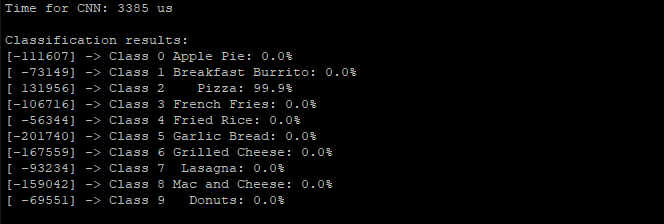 Time for CNN: 3385 us

Classification results:
[-111607] -> Class 0 Apple Pie: 0.0%
[ -73149] -> Class 1 Breakfast Burrito: 0.0%
[ 131956] -> Class 2    Pizza: 99.9%
[-106716] -> Class 3 French Fries: 0.0%
[ -56344] -> Class 4 Fried Rice: 0.0%
[-201740] -> Class 5 Garlic Bread: 0.0%
[-167559] -> Class 6 Grilled Cheese: 0.0%
[ -93234] -> Class 7  Lasagna: 0.0%
[-159042] -> Class 8 Mac and Cheese: 0.0%
[ -69551] -> Class 9   Donuts: 0.0%